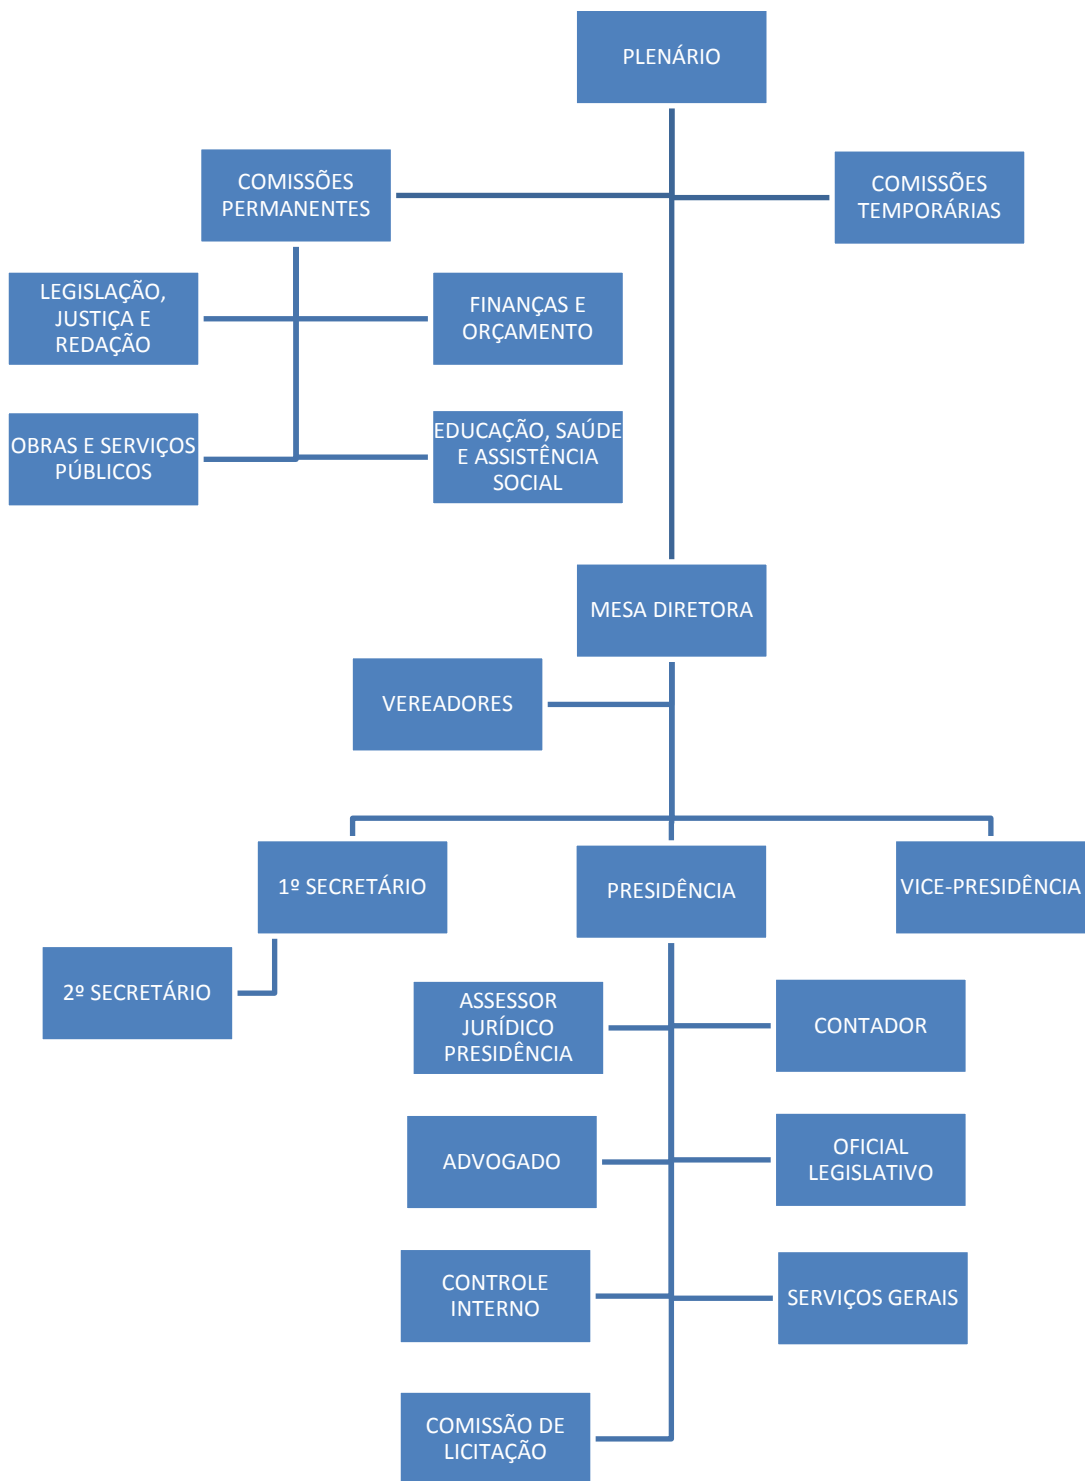 PLENÁRIO
COMISSÕES
PERMANENTES
COMISSÕES
TEMPORÁRIAS
LEGISLAÇÃO,
JUSTIÇA E
REDAÇÃO
FINANÇAS E
ORÇAMENTO
OBRAS E SERVIÇOS
PÚBLICOS
EDUCAÇÃO, SAÚDE
E ASSISTÊNCIA
SOCIAL
MESA DIRETORA
VEREADORES
1º SECRETÁRIO
PRESIDÊNCIA
VICE-PRESIDÊNCIA
2º SECRETÁRIO
ASSESSOR
JURÍDICO
PRESIDÊNCIA
CONTADOR
ADVOGADO
OFICIAL
LEGISLATIVO
CONTROLE
INTERNO
SERVIÇOS GERAIS
COMISSÃO DE
LICITAÇÃO